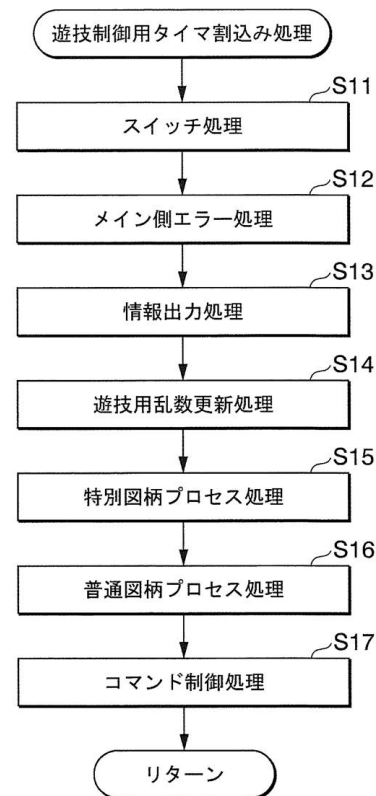 遊技制御用タイマ割込み処理
S11
スイッチ処理
S12
メイン側エラー処理
S13
情報出力処理
S14
遊技用乱数更新処理
S15
特別図柄プロセス処理
S16
普通図柄プロセス処理
S17
コマンド制御処理
リターン